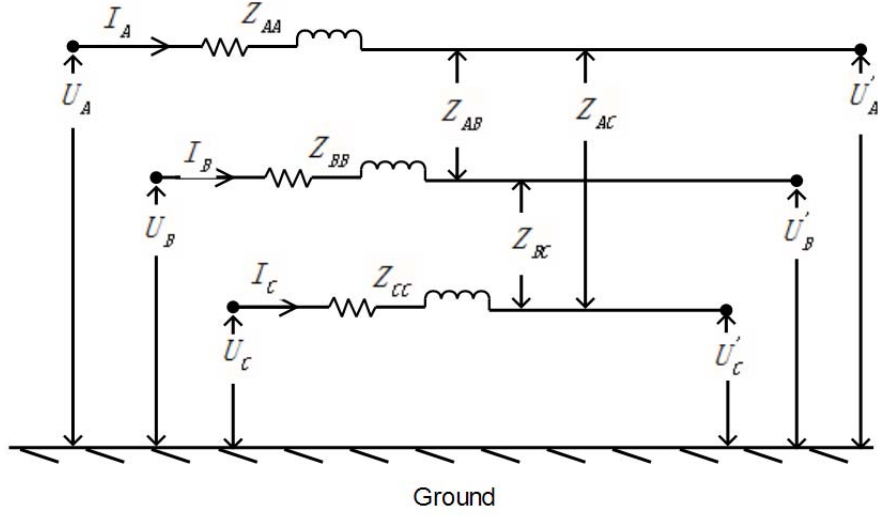 I_A Z_AA
U_A Z_AB Z_AC U'_A
I_B Z_BB
U_B Z_BC U'_B
I_C Z_CC
U_C U'_C
Ground